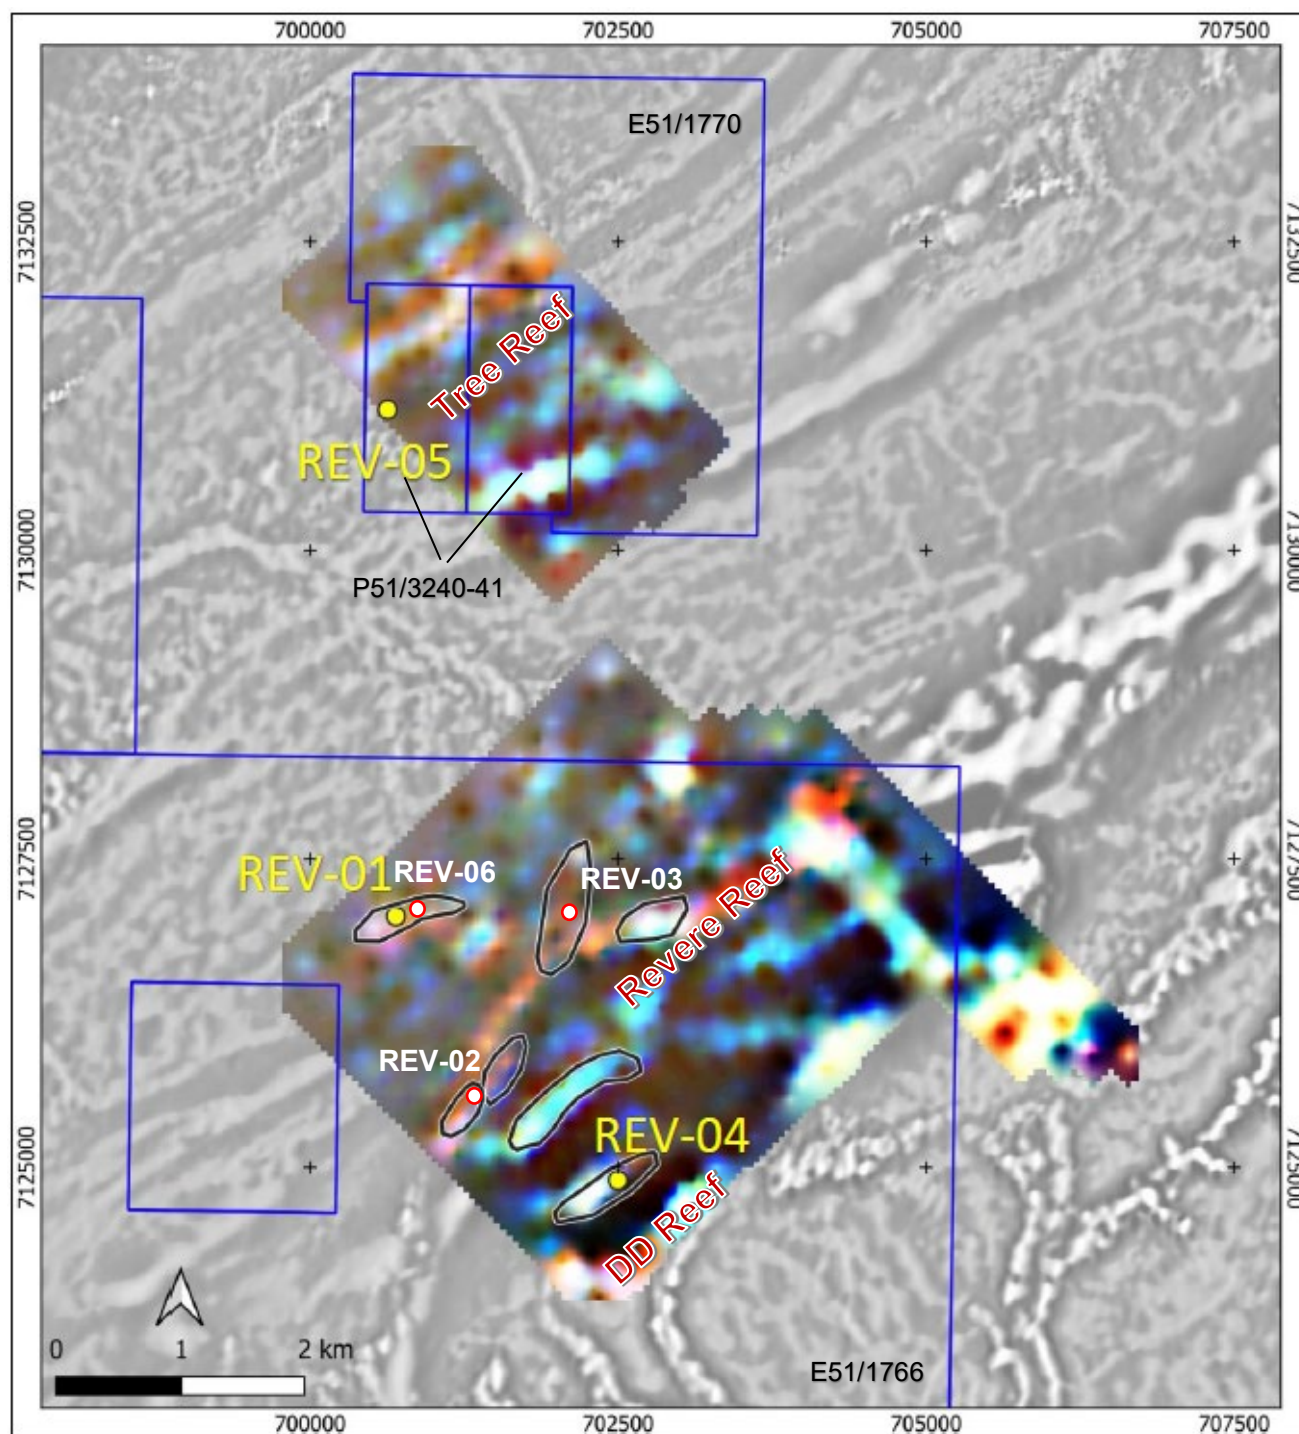 700000 702500 705000 707500
E51/1770
7132500
7132500
Tree Reef
REV-05
7130000
7130000
P51/3240-41
7127500
7127500
REV-01
REV-06
REV-03
Revere Reef
REV-02
REV-04
7125000
7125000
DD Reef
0 1 2 km
E51/1766
700000 702500 705000 707500